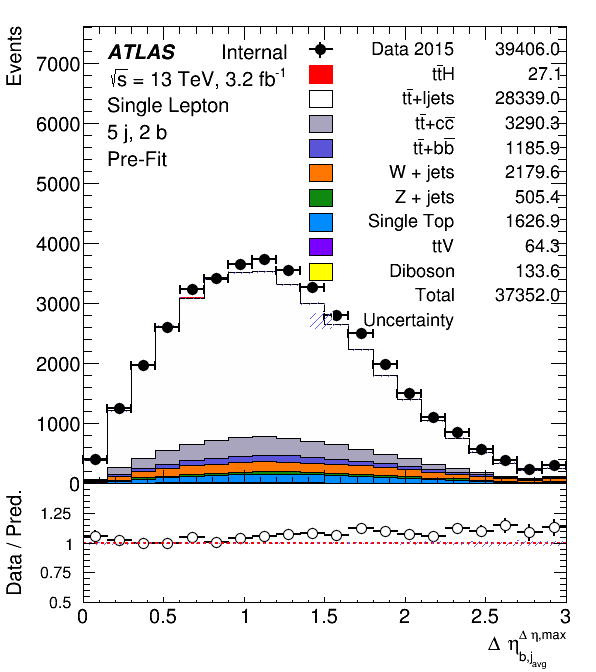 Events
7000
6000
5000
4000
3000
2000
1000
0
ATLAS Internal
√s = 13 TeV, 3.2 fb⁻¹
Single Lepton
5 j, 2 b
Pre-Fit
Data 2015 39406.0
tt̄H 27.1
tt̄+ljets 28339.0
tt̄+cc̄ 3290.3
tt̄+bb̄ 1185.9
W + jets 2179.6
Z + jets 505.4
Single Top 1626.9
ttV 64.3
Diboson 133.6
Total 37352.0
Uncertainty
Data / Pred.
1.25
1
0.75
0.5
0 0.5 1 1.5 2 2.5 3
Δ η b,j avg Δ η,max